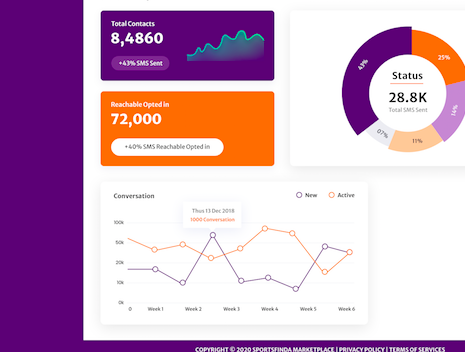 Total Contacts
8,4860
+43% SMS Sent
Reachable Opted in
72,000
+40% SMS Reachable Opted in
43%
25%
14%
11%
07%
Status
28.8K
Total SMS Sent
Conversation
New
Active
Thus 13 Dec 2018
1000 Conversation
100k
50k
20k
10k
0k
0
Week 1
Week 2
Week 3
Week 4
Week 5
Week 6
COPYRIGHT © 2020 SPORTSFINDA MARKETPLACE | PRIVACY POLICY | TERMS OF SERVICES